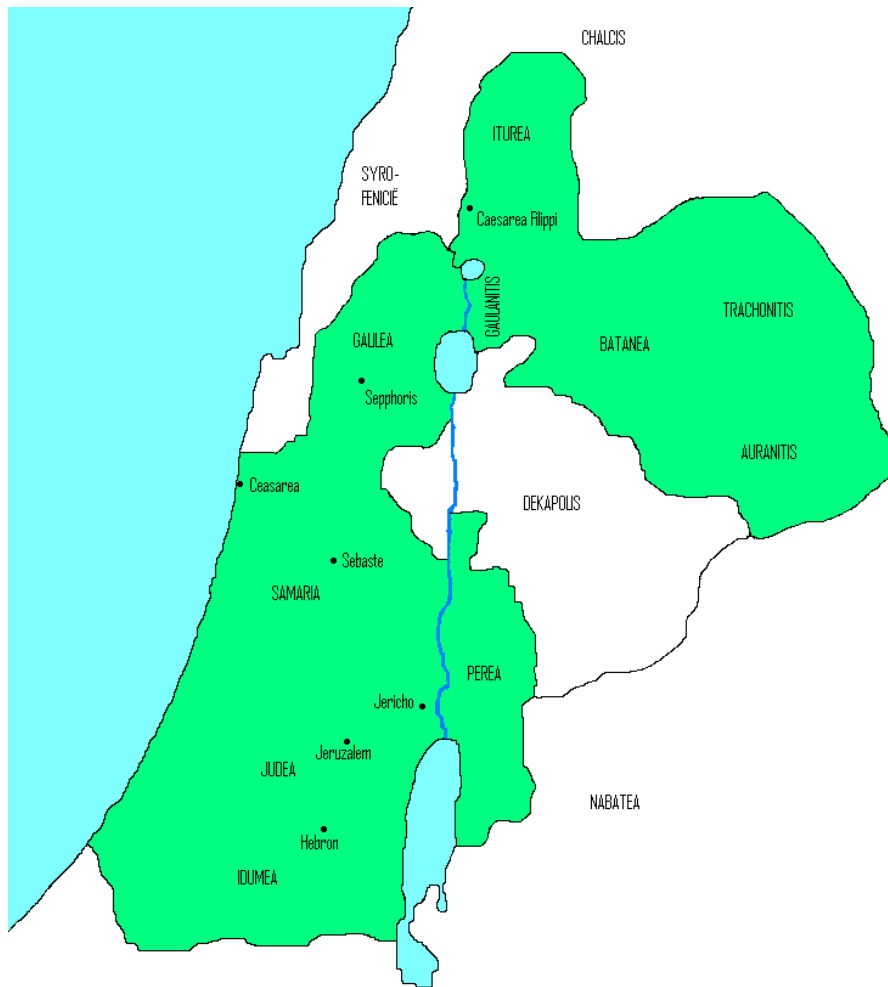 CHALCIS
ITUREA
SYRO-
FENICIË
Caesarea Filippi
GAULANITIS
TRACHONITIS
GALILEA
BATANEA
Sepphoris
AURANITIS
Ceasarea
DEKAPOLIS
Sebaste
SAMARIA
PEREA
Jericho
Jeruzalem
JUDEA
NABATEA
Hebron
IDUMEA